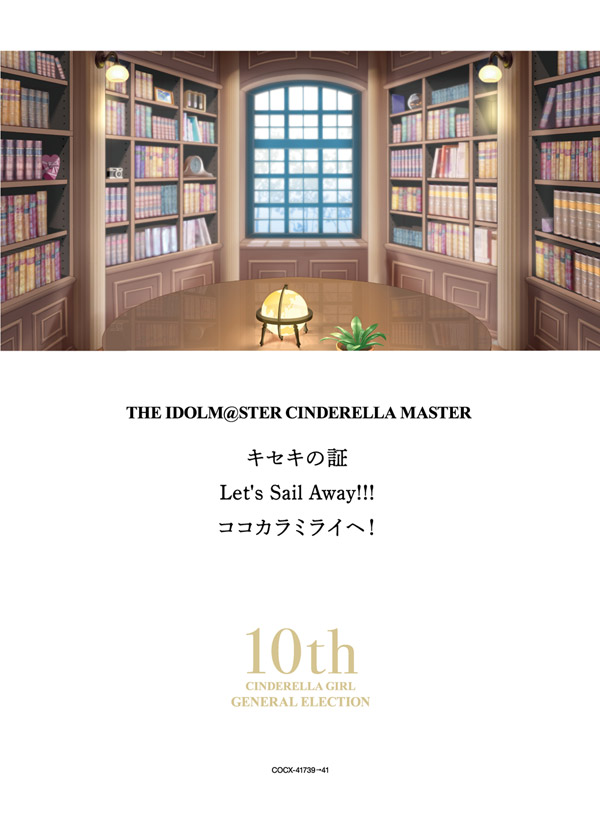 THE IDOLM@STER CINDERELLA MASTER
キセキの証
Let's Sail Away!!!
ココカラミライヘ!
10th
CINDERELLA GIRL
GENERAL ELECTION
COCX-41739→41